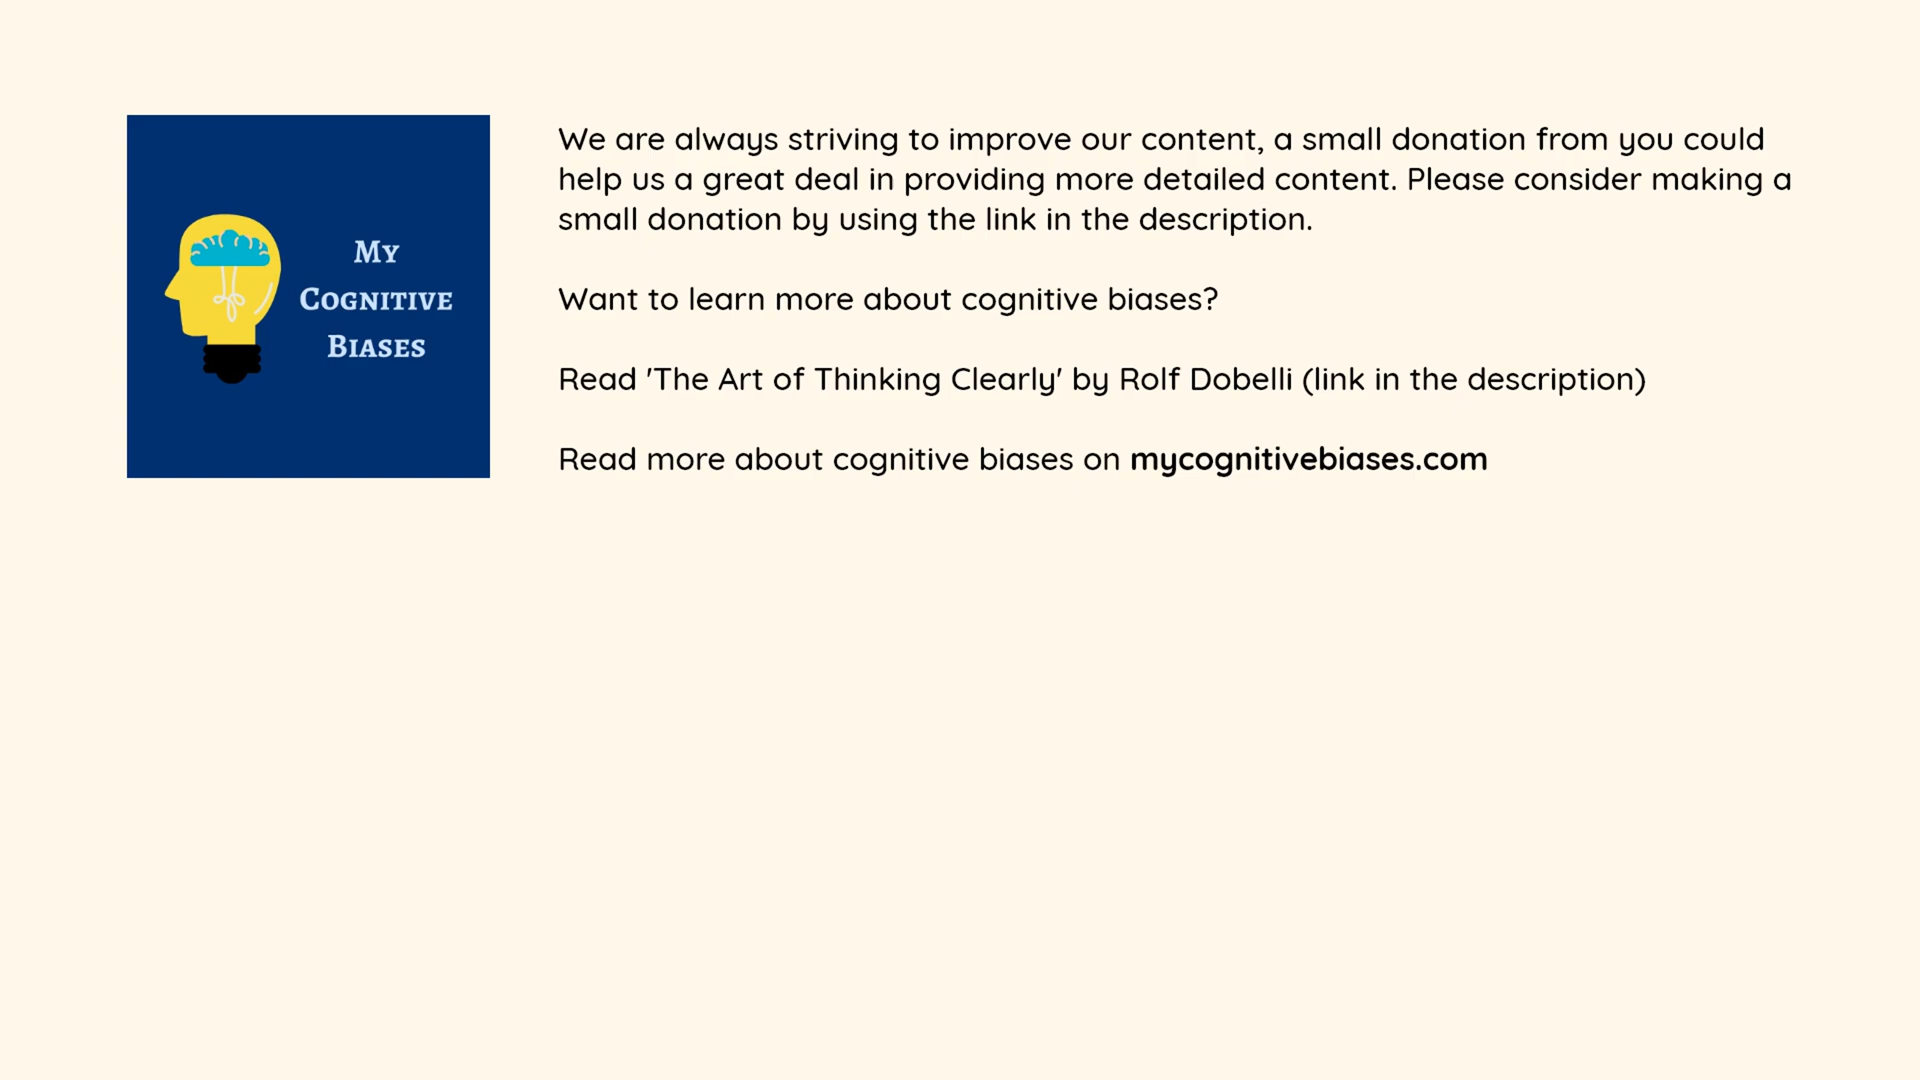 My
Cognitive
Biases
We are always striving to improve our content, a small donation from you could
help us a great deal in providing more detailed content. Please consider making a
small donation by using the link in the description.
Want to learn more about cognitive biases?
Read 'The Art of Thinking Clearly' by Rolf Dobelli (link in the description)
Read more about cognitive biases on mycognitivebiases.com